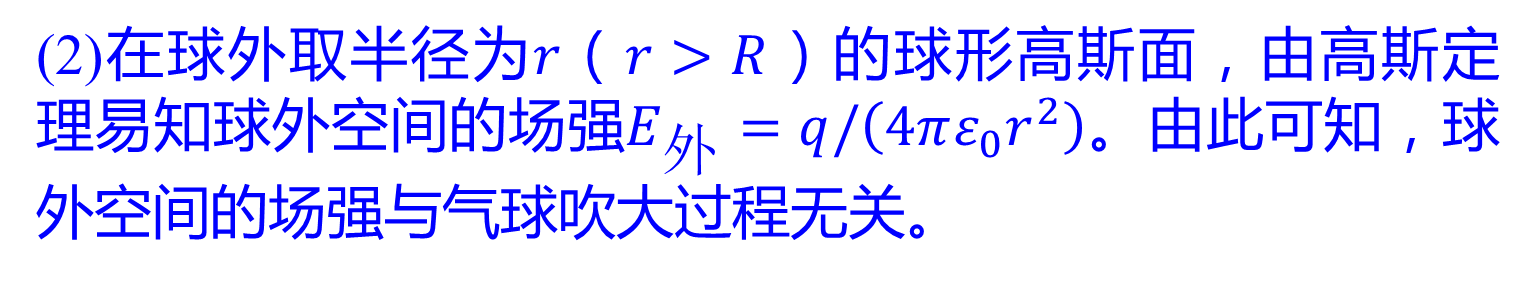 (2)在球外取半径为r（r > R）的球形高斯面，由高斯定
理易知球外空间的场强E外 = q/(4πε₀r²)。由此可知，球
外空间的场强与气球吹大过程无关。